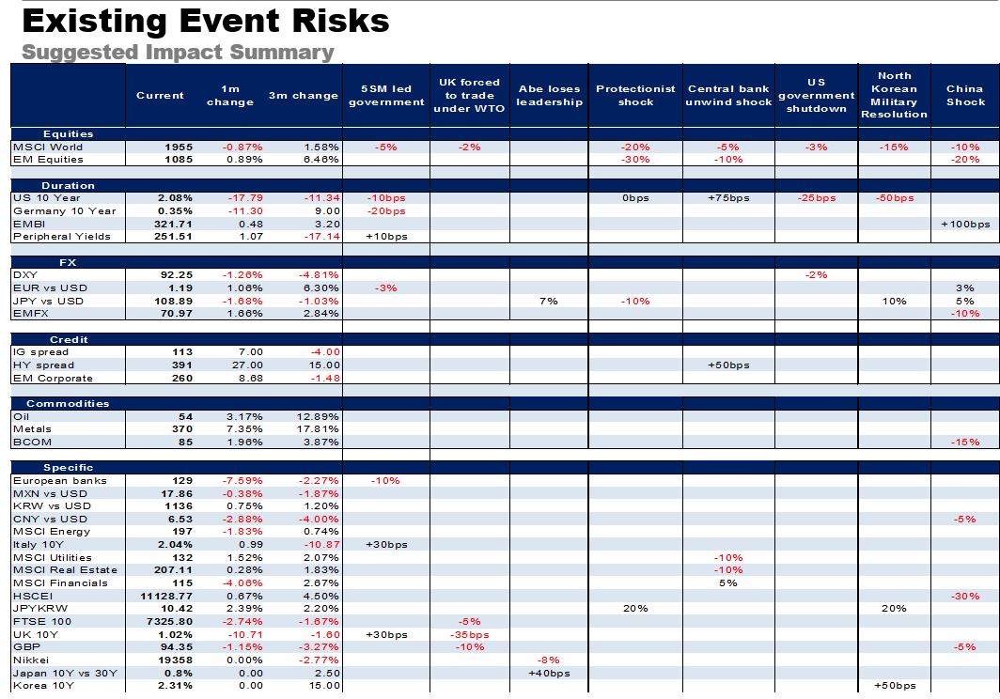 Existing Event Risks
Suggested Impact Summary
Current 1m change 3m change 5SM led government UK forced to trade under WTO Abe loses leadership Protectionist shock Central bank unwind shock US government shutdown North Korean Military Resolution China Shock
Equities
MSCI World 1955 -0.87% 1.58% -5% -2% -20% -5% -3% -15% -10%
EM Equities 1085 0.89% 6.46% -30% -10% -20%
Duration
US 10 Year 2.08% -17.79 -11.34 -10bps 0bps +75bps -25bps -50bps
Germany 10 Year 0.35% -11.30 9.00 -20bps
EMBI 321.71 0.48 3.20 +100bps
Peripheral Yields 251.51 1.07 -17.14 +10bps
FX
DXY 92.25 -1.26% -4.81% -2%
EUR vs USD 1.19 1.06% 6.30% -3% 3%
JPY vs USD 108.89 -1.68% -1.03% 7% -10% 10% 5%
EMFX 70.97 1.66% 2.84% -10%
Credit
IG spread 113 7.00 -4.00
HY spread 391 27.00 15.00 +50bps
EM Corporate 260 8.68 -1.48
Commodities
Oil 54 3.17% 12.89%
Metals 370 7.35% 17.81%
BCOM 85 1.96% 3.87% -15%
Specific
European banks 129 -7.59% -2.27% -10%
MXN vs USD 17.86 -0.38% -1.87%
KRW vs USD 1136 0.75% 1.20%
CNY vs USD 6.53 -2.88% -4.00% -5%
MSCI Energy 197 -1.83% 0.74%
Italy 10Y 2.04% 0.99 -10.87 +30bps
MSCI Utilities 132 1.52% 2.07% -10%
MSCI Real Estate 207.11 0.28% 1.83% -10%
MSCI Financials 115 -4.06% 2.67% 5%
HSCEI 11128.77 0.67% 4.50% -30%
JPYKRW 10.42 2.39% 2.20% 20% 20%
FTSE 100 7325.80 -2.74% -1.67% -5%
UK 10Y 1.02% -10.71 -1.60 +30bps -35bps
GBP 94.35 -1.15% -3.27% -10% -5%
Nikkei 19358 0.00% -2.77% -8%
Japan 10Y vs 30Y 0.8% 0.00 2.50 +40bps
Korea 10Y 2.31% 0.00 15.00 +50bps